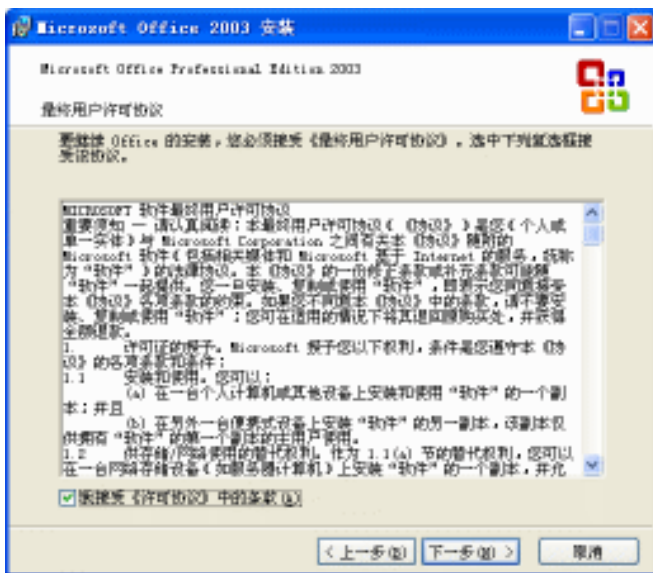 Microsoft Office 2003 安装
Microsoft Office Professional Edition 2003
最终用户许可协议
要继续 Office 的安装，您必须接受《最终用户许可协议》。选中下列复选框接
受该协议。
MICROSOFT 软件最终用户许可协议
重要须知 — 请认真阅读：本最终用户许可协议(《协议》)是您(个人或
单一实体)与 Microsoft Corporation 之间有关本《协议》随附的
Microsoft 软件(包括相关媒体和 Microsoft 基于 Internet 的服务，统称
为“软件”)的法律协议。本《协议》的一份修正条款或补充条款可能随
“软件”一起提供。您一旦安装、复制或使用“软件”，即表示您同意接受
本《协议》各项条款的约束。如果您不同意本《协议》中的条款，请不要安
装、复制或使用“软件”；您可在适用的情况下将其退回原购买处，并获得
全额退款。
1. 许可证的授予。Microsoft 授予您以下权利，条件是您遵守本《协
议》的各项条款和条件：
1.1 安装和使用。您可以：
(a) 在一台个人计算机或其他设备上安装和使用“软件”的一个副
本；并且
(b) 在另外一台便携式设备上安装“软件”的另一副本，该副本仅
供拥有“软件”的第一个副本的主用户使用。
1.2 供存储/网络使用的替代权利。作为 1.1(a) 节的替代权利，您可以
在一台网络存储设备(如服务器计算机)上安装“软件”的一个副本，并允
我接受《许可协议》中的条款(A)
< 上一步(B) 下一步(N) > 取消